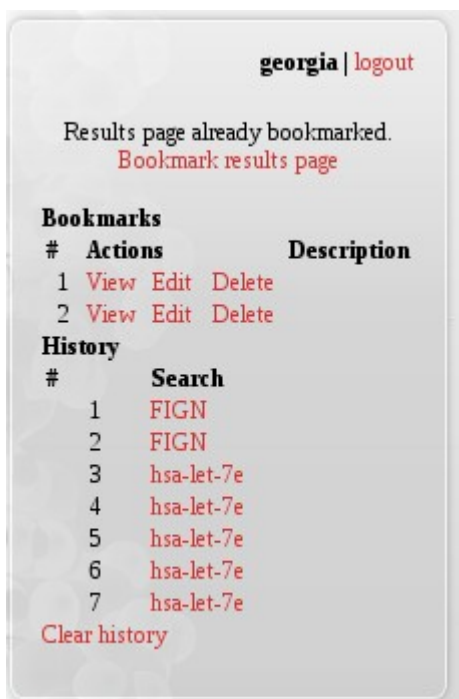 georgia | logout
Results page already bookmarked.
Bookmark results page
Bookmarks
# Actions Description
1 View Edit Delete
2 View Edit Delete
History
# Search
1 FIGN
2 FIGN
3 hsa-let-7e
4 hsa-let-7e
5 hsa-let-7e
6 hsa-let-7e
7 hsa-let-7e
Clear history